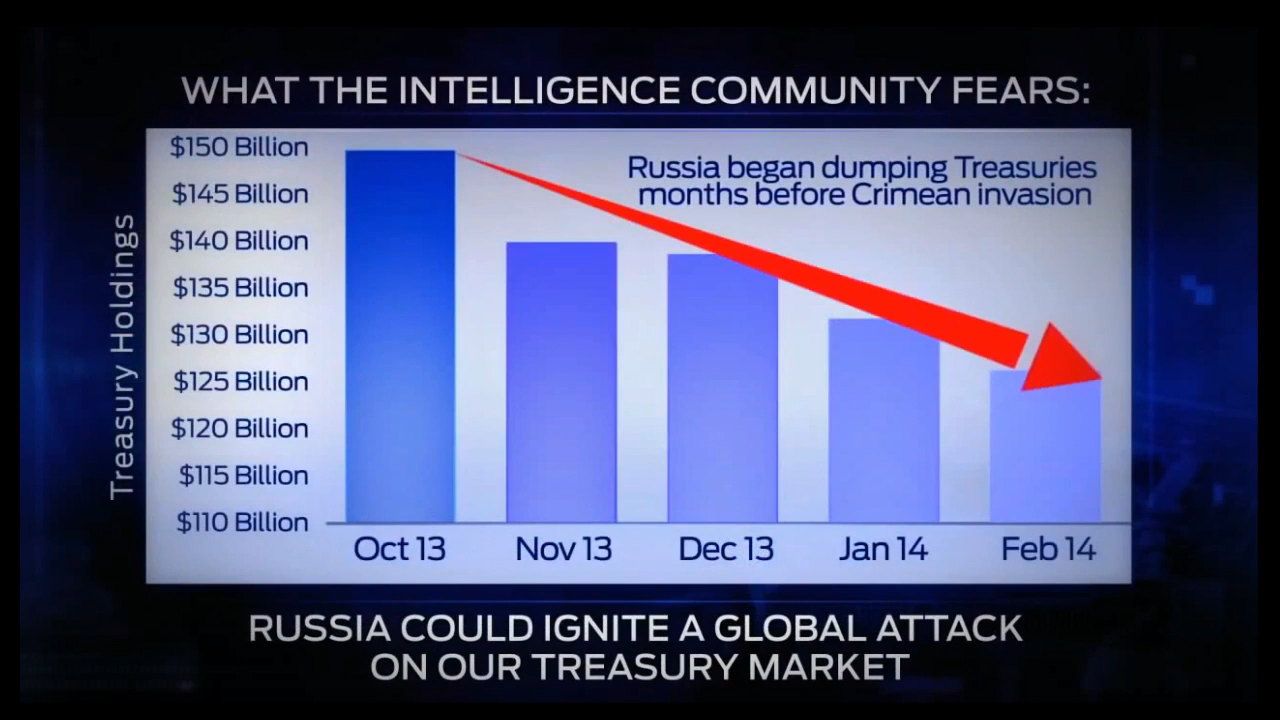 WHAT THE INTELLIGENCE COMMUNITY FEARS:
Treasury Holdings
$150 Billion
$145 Billion
$140 Billion
$135 Billion
$130 Billion
$125 Billion
$120 Billion
$115 Billion
$110 Billion
Russia began dumping Treasuries
months before Crimean invasion
Oct 13 Nov 13 Dec 13 Jan 14 Feb 14
RUSSIA COULD IGNITE A GLOBAL ATTACK
ON OUR TREASURY MARKET